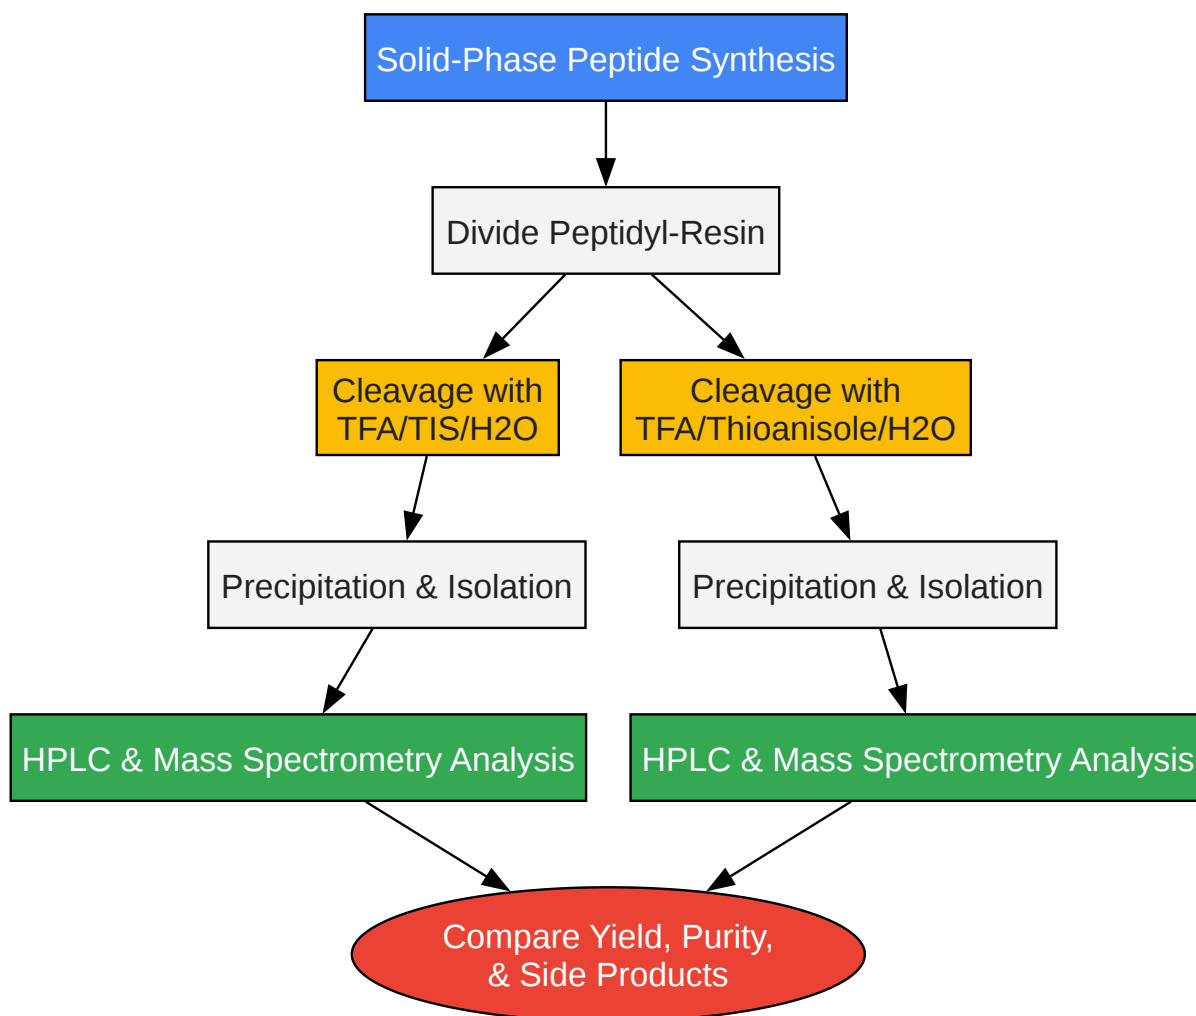 Solid-Phase Peptide Synthesis
Divide Peptidyl-Resin
Cleavage with
TFA/TIS/H2O
Cleavage with
TFA/Thioanisole/H2O
Precipitation & Isolation
Precipitation & Isolation
HPLC & Mass Spectrometry Analysis
HPLC & Mass Spectrometry Analysis
Compare Yield, Purity,
& Side Products